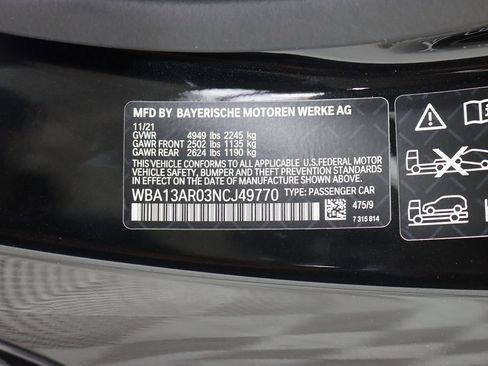 MFD BY BAYERISCHE MOTOREN WERKE AG
11/21
GVWR 4949 lbs 2245 kg
GAWR FRONT 2502 lbs 1135 kg
GAWR REAR 2624 lbs 1190 kg
THIS VEHICLE CONFORMS TO ALL APPLICABLE U.S.FEDERAL MOTOR
VEHICLE SAFETY, BUMPER AND THEFT PREVENTION STANDARDS
IN EFFECT ON THE DATE OF MANUFACTURE SHOWN ABOVE.
WBA13AR03NCJ49770 TYPE: PASSENGER CAR
475/9
7 315 814